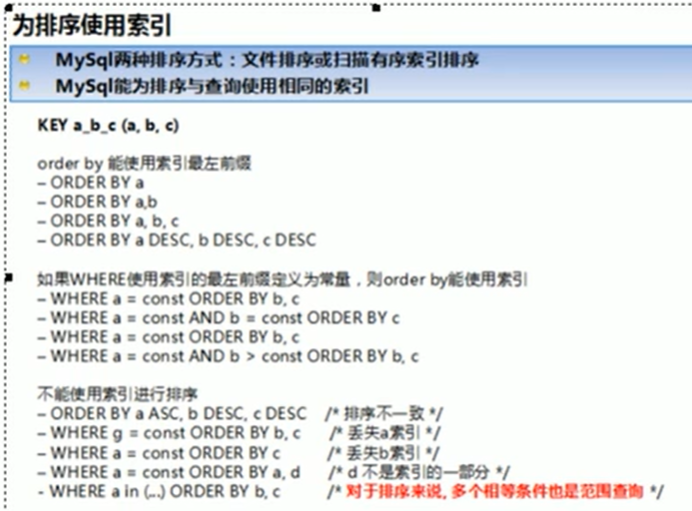 为排序使用索引
MySql两种排序方式：文件排序或扫描有序索引排序
MySql能为排序与查询使用相同的索引
KEY a_b_c (a, b, c)
order by 能使用索引最左前缀
– ORDER BY a
– ORDER BY a,b
– ORDER BY a, b, c
– ORDER BY a DESC, b DESC, c DESC
如果WHERE使用索引的最左前缀定义为常量，则order by能使用索引
– WHERE a = const ORDER BY b, c
– WHERE a = const AND b = const ORDER BY c
– WHERE a = const ORDER BY b, c
– WHERE a = const AND b > const ORDER BY b, c
不能使用索引进行排序
– ORDER BY a ASC, b DESC, c DESC /* 排序不一致 */
– WHERE g = const ORDER BY b, c /* 丢失a索引 */
– WHERE a = const ORDER BY c /* 丢失b索引 */
– WHERE a = const ORDER BY a, d /* d 不是索引的一部分 */
- WHERE a in (...) ORDER BY b, c /* 对于排序来说, 多个相等条件也是范围查询 */